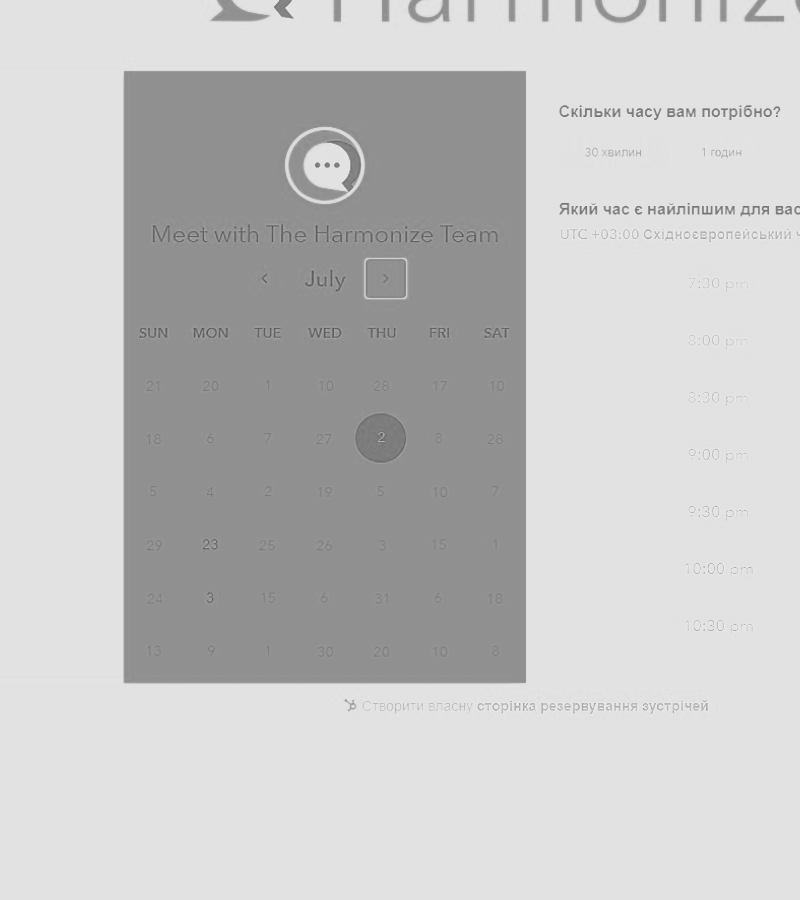 Harmonize
Meet with The Harmonize Team
July
SUN MON TUE WED THU FRI SAT
21 20 1 10 28 17 10
18 6 7 27 2 8 28
5 4 2 19 5 10 7
29 23 25 26 3 15 1
24 3 15 6 31 6 18
13 9 1 30 20 10 8
Скільки часу вам потрібно?
30 хвилин 1 годин
Який час є найліпшим для вас
UTC +03:00 Східноєвропейський
7:30 pm
8:00 pm
8:30 pm
9:00 pm
9:30 pm
10:00 pm
10:30 pm
Створити власну сторінка резервування зустрічей